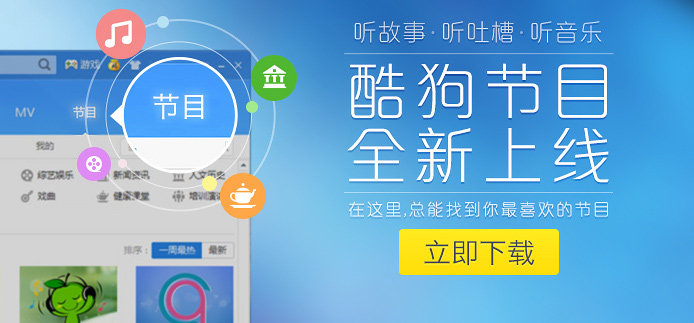 听故事·听吐槽·听音乐
酷狗节目
全新上线
在这里,总能找到你最喜欢的节目
立即下载
游戏
MV
节目
节目
我的
综艺娱乐
新闻资讯
人文历史
戏曲
健康课堂
培训演讲
排序:
一周最热
最新